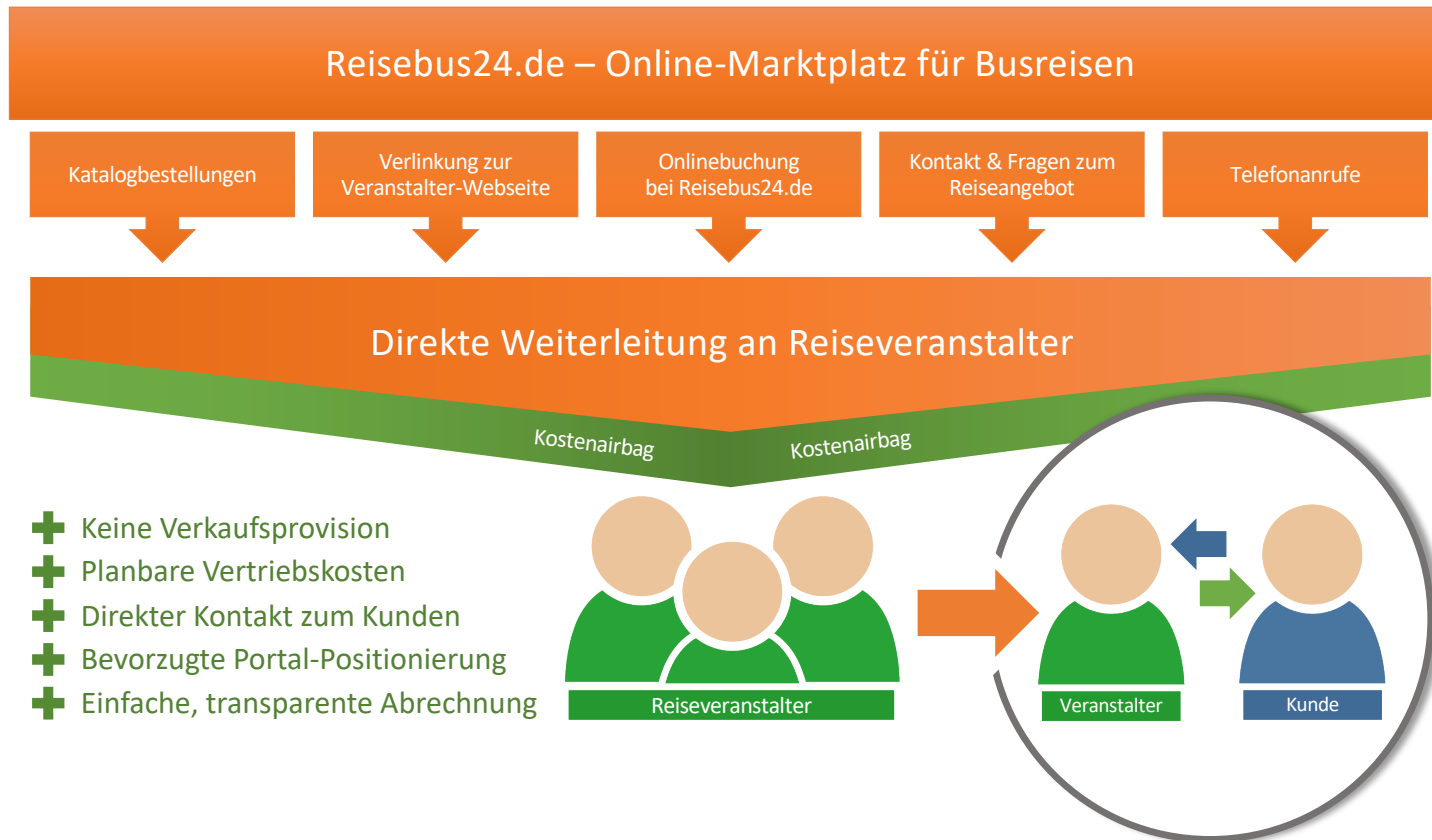 Reisebus24.de – Online-Marktplatz für Busreisen
Katalogbestellungen
Verlinkung zur
Veranstalter-Webseite
Onlinebuchung
bei Reisebus24.de
Kontakt & Fragen zum
Reiseangebot
Telefonanrufe
Direkte Weiterleitung an Reiseveranstalter
Kostenairbag
Kostenairbag
Keine Verkaufsprovision
Planbare Vertriebskosten
Direkter Kontakt zum Kunden
Bevorzugte Portal-Positionierung
Einfache, transparente Abrechnung
Reiseveranstalter
Veranstalter
Kunde